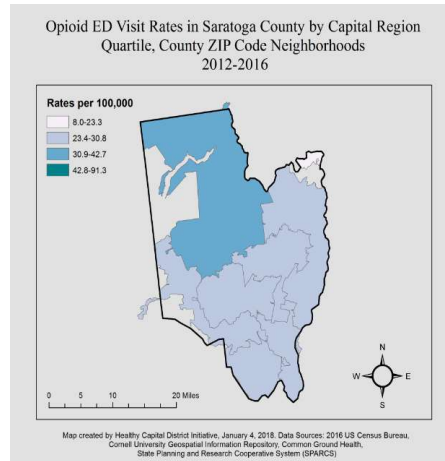 Opioid ED Visit Rates in Saratoga County by Capital Region
Quartile, County ZIP Code Neighborhoods
2012-2016
Rates per 100,000
8.0-23.3
23.4-30.8
30.9-42.7
42.8-91.3
N
W E
S
0 5 10 20 Miles
Map created by Healthy Capital District Initiative, January 4, 2018. Data Sources: 2016 US Census Bureau,
Cornell University Geospatial Information Repository, Common Ground Health,
State Planning and Research Cooperative System (SPARCS)